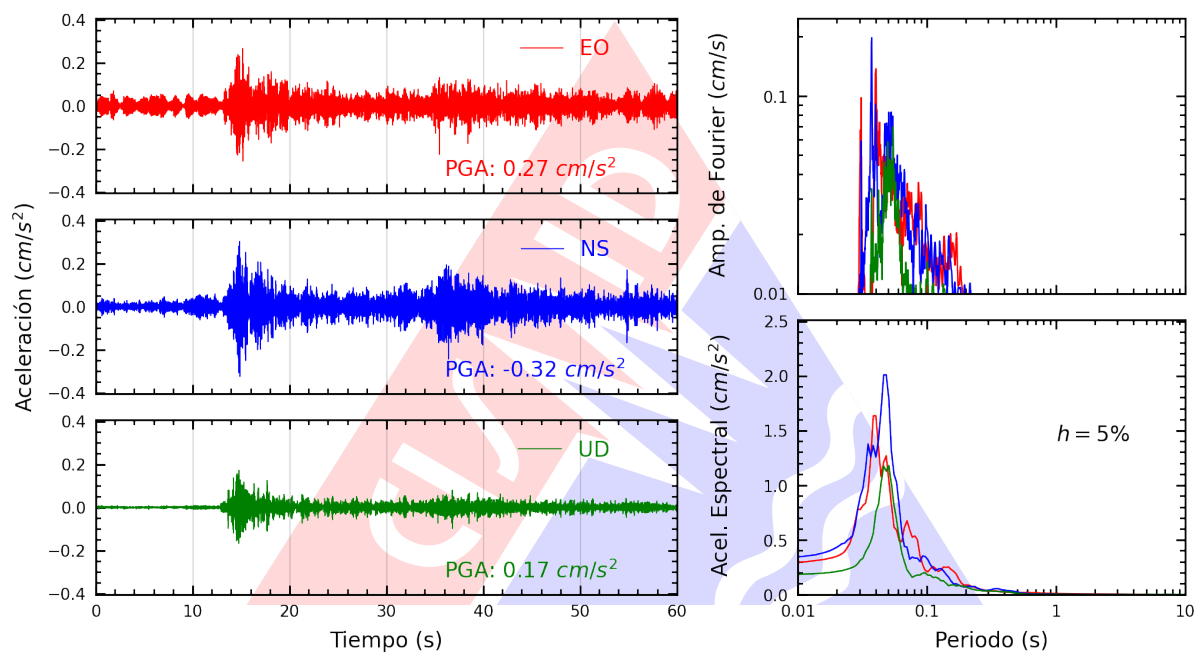 0.4
0.2
0.0
−0.2
−0.4
EO
PGA: 0.27 cm/s²
0.4
0.2
0.0
−0.2
−0.4
NS
PGA: -0.32 cm/s²
0.4
0.2
0.0
−0.2
−0.4
UD
PGA: 0.17 cm/s²
0 10 20 30 40 50 60
Aceleración (cm/s²)
Tiempo (s)
0.1
0.01
Amp. de Fourier (cm/s)
2.5
2.0
1.5
1.0
0.5
0.0
h = 5%
0.01 0.1 1 10
Acel. Espectral (cm/s²)
Periodo (s)